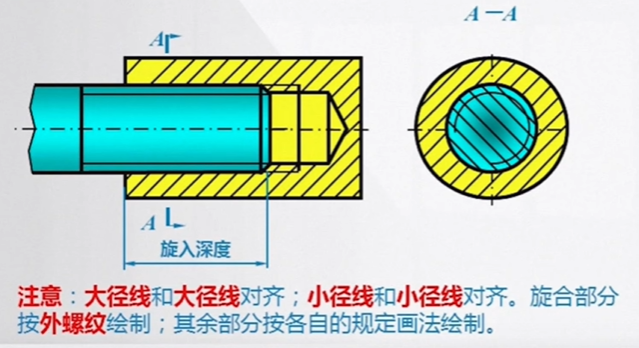 A—A
A
A
旋入深度
注意：大径线和大径线对齐；小径线和小径线对齐。旋合部分
按外螺纹绘制；其余部分按各自的规定画法绘制。